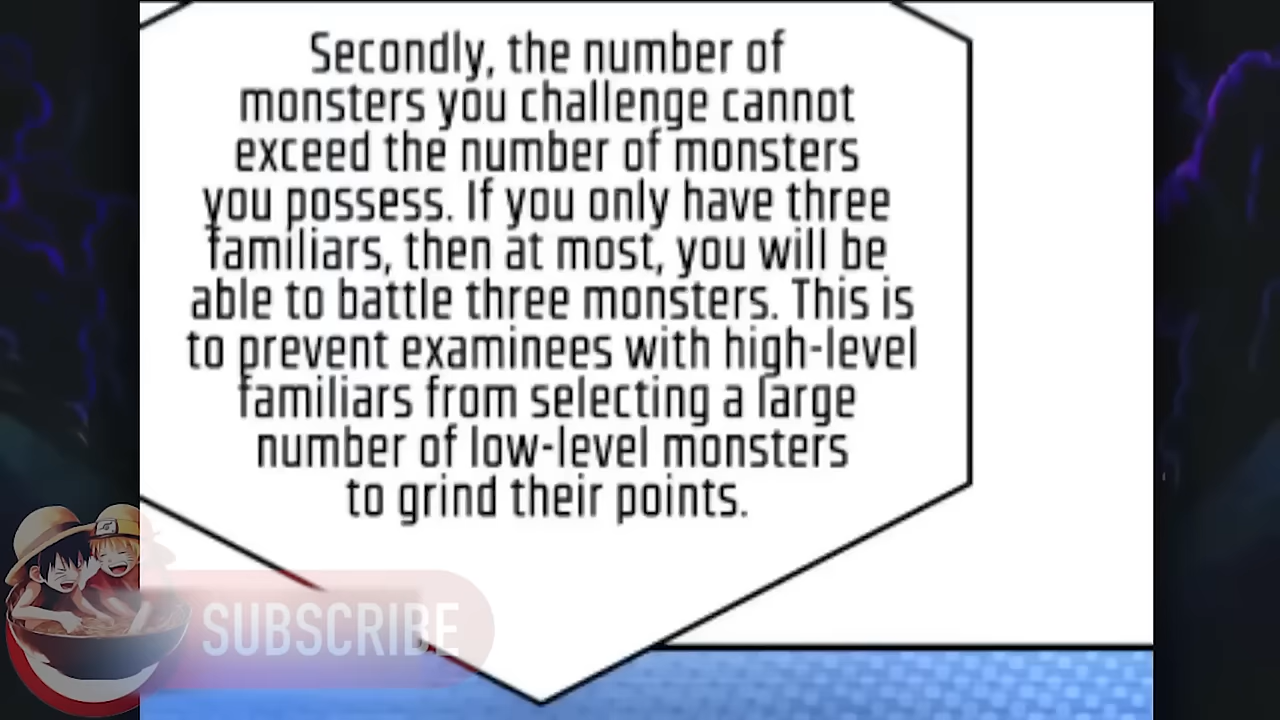 Secondly, the number of
monsters you challenge cannot
exceed the number of monsters
you possess. If you only have three
familiars, then at most, you will be
able to battle three monsters. This is
to prevent examinees with high-level
familiars from selecting a large
number of low-level monsters
to grind their points.
SUBSCRIBE